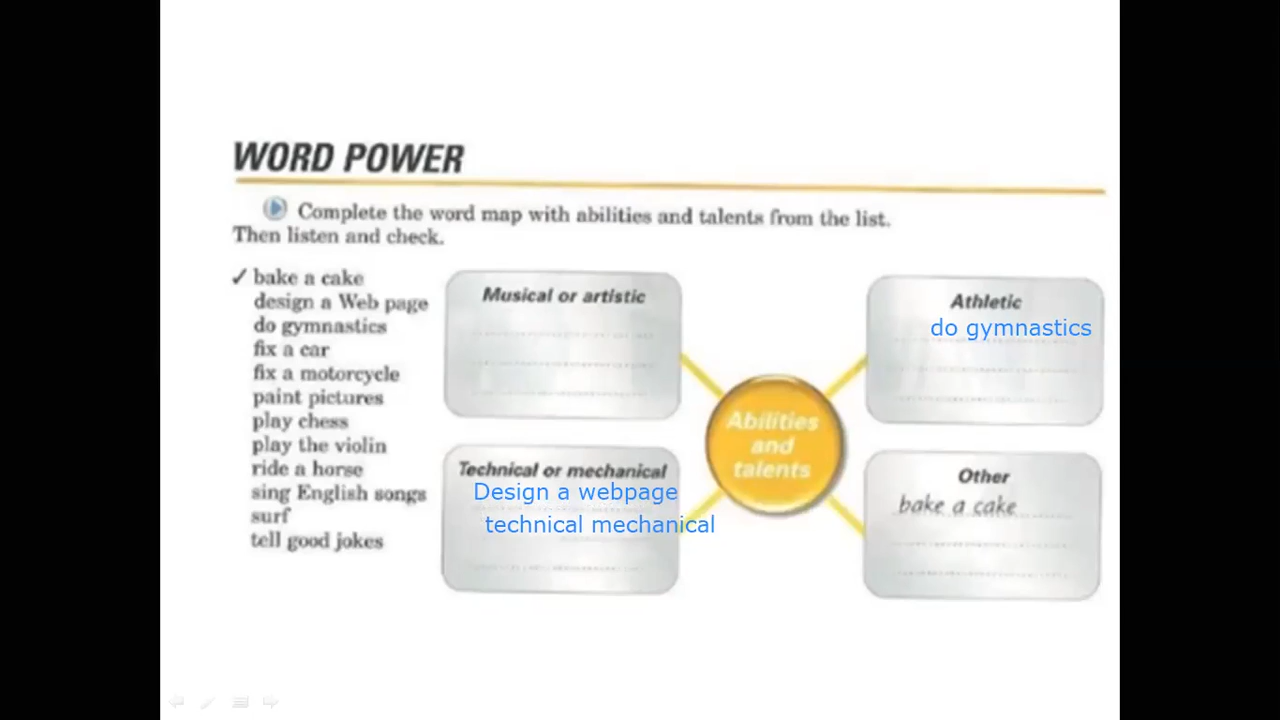 WORD POWER
Complete the word map with abilities and talents from the list.
Then listen and check.
✓ bake a cake
design a Web page
do gymnastics
fix a car
fix a motorcycle
paint pictures
play chess
play the violin
ride a horse
sing English songs
surf
tell good jokes
Musical or artistic
Technical or mechanical
Design a webpage
technical mechanical
Abilities
and
talents
Athletic
do gymnastics
Other
bake a cake